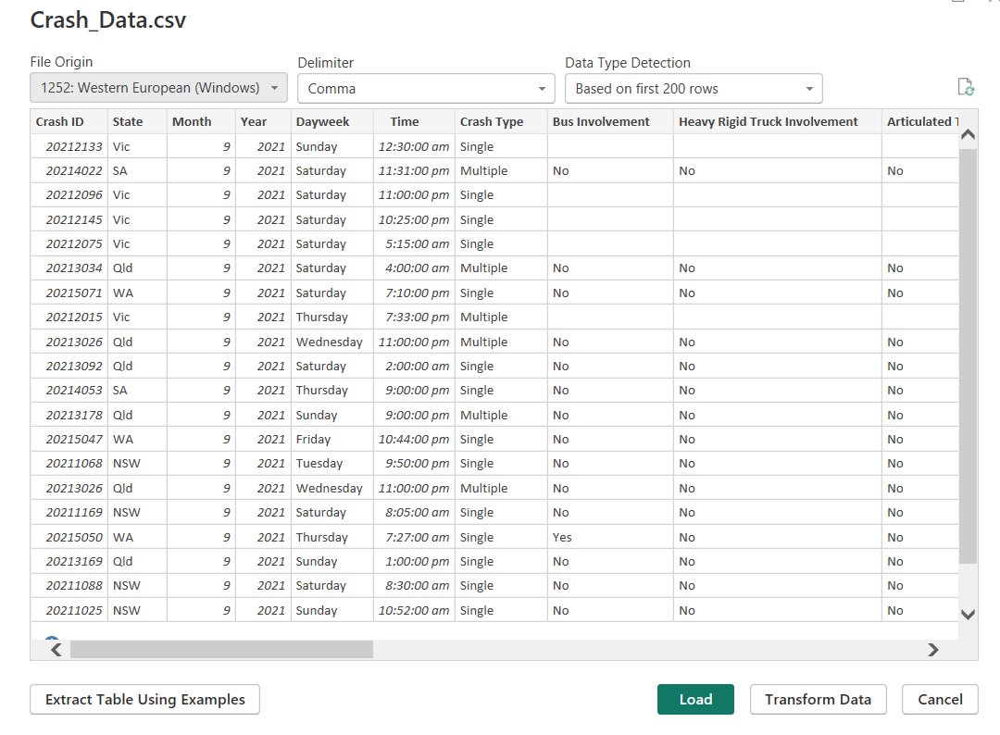 Crash_Data.csv
File Origin
Delimiter
Data Type Detection
1252: Western European (Windows)
Comma
Based on first 200 rows
Crash ID State Month Year Dayweek Time Crash Type Bus Involvement Heavy Rigid Truck Involvement Articulated T
20212133 Vic 9 2021 Sunday 12:30:00 am Single
20214022 SA 9 2021 Saturday 11:31:00 pm Multiple No No No
20212096 Vic 9 2021 Saturday 11:00:00 pm Single
20212145 Vic 9 2021 Saturday 10:25:00 pm Single
20212075 Vic 9 2021 Saturday 5:15:00 am Single
20213034 Qld 9 2021 Saturday 4:00:00 am Multiple No No No
20215071 WA 9 2021 Saturday 7:10:00 pm Single No No No
20212015 Vic 9 2021 Thursday 7:33:00 pm Multiple
20213026 Qld 9 2021 Wednesday 11:00:00 pm Multiple No No No
20213092 Qld 9 2021 Saturday 2:00:00 am Single No No No
20214053 SA 9 2021 Thursday 9:00:00 pm Single No No No
20213178 Qld 9 2021 Sunday 9:00:00 pm Multiple No No No
20215047 WA 9 2021 Friday 10:44:00 pm Single No No No
20211068 NSW 9 2021 Tuesday 9:50:00 pm Single No No No
20213026 Qld 9 2021 Wednesday 11:00:00 pm Multiple No No No
20211169 NSW 9 2021 Saturday 8:05:00 am Single No No No
20215050 WA 9 2021 Thursday 7:27:00 am Single Yes No No
20213169 Qld 9 2021 Sunday 1:00:00 pm Single No No No
20211088 NSW 9 2021 Saturday 8:30:00 am Single No No No
20211025 NSW 9 2021 Sunday 10:52:00 am Single No No No
Extract Table Using Examples
Load
Transform Data
Cancel